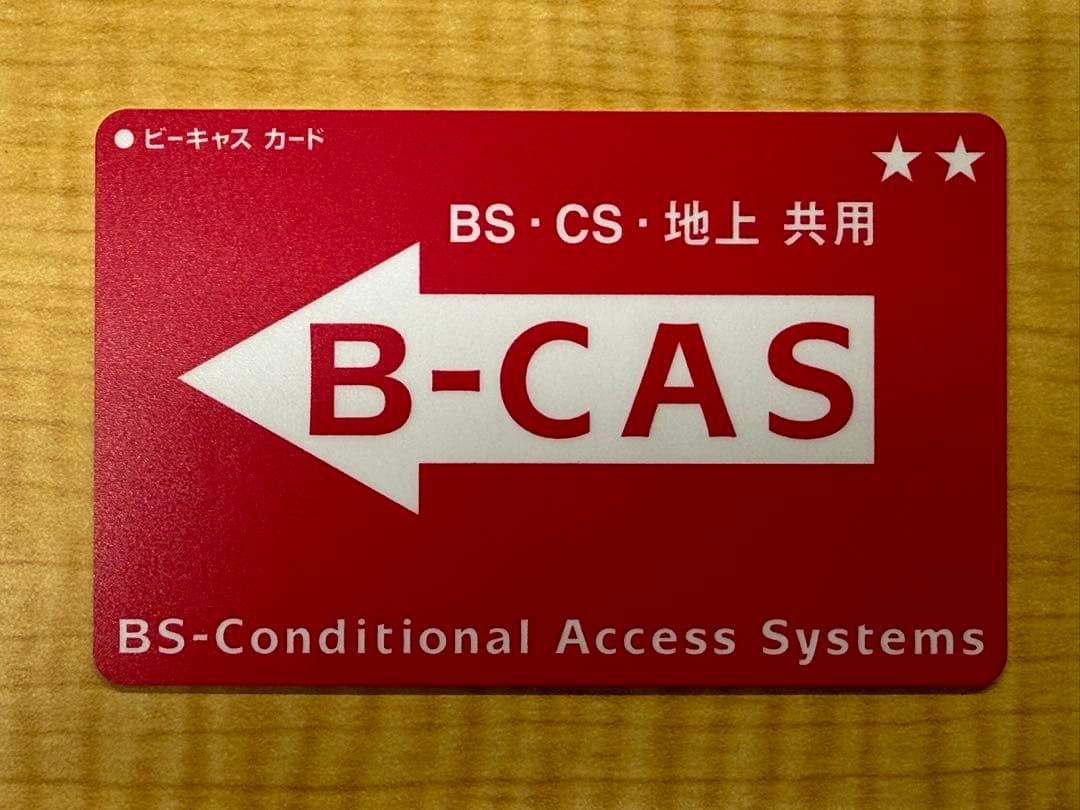 ● ビーキャス カード
★★
BS・CS・地上 共用
B-CAS
BS-Conditional Access Systems